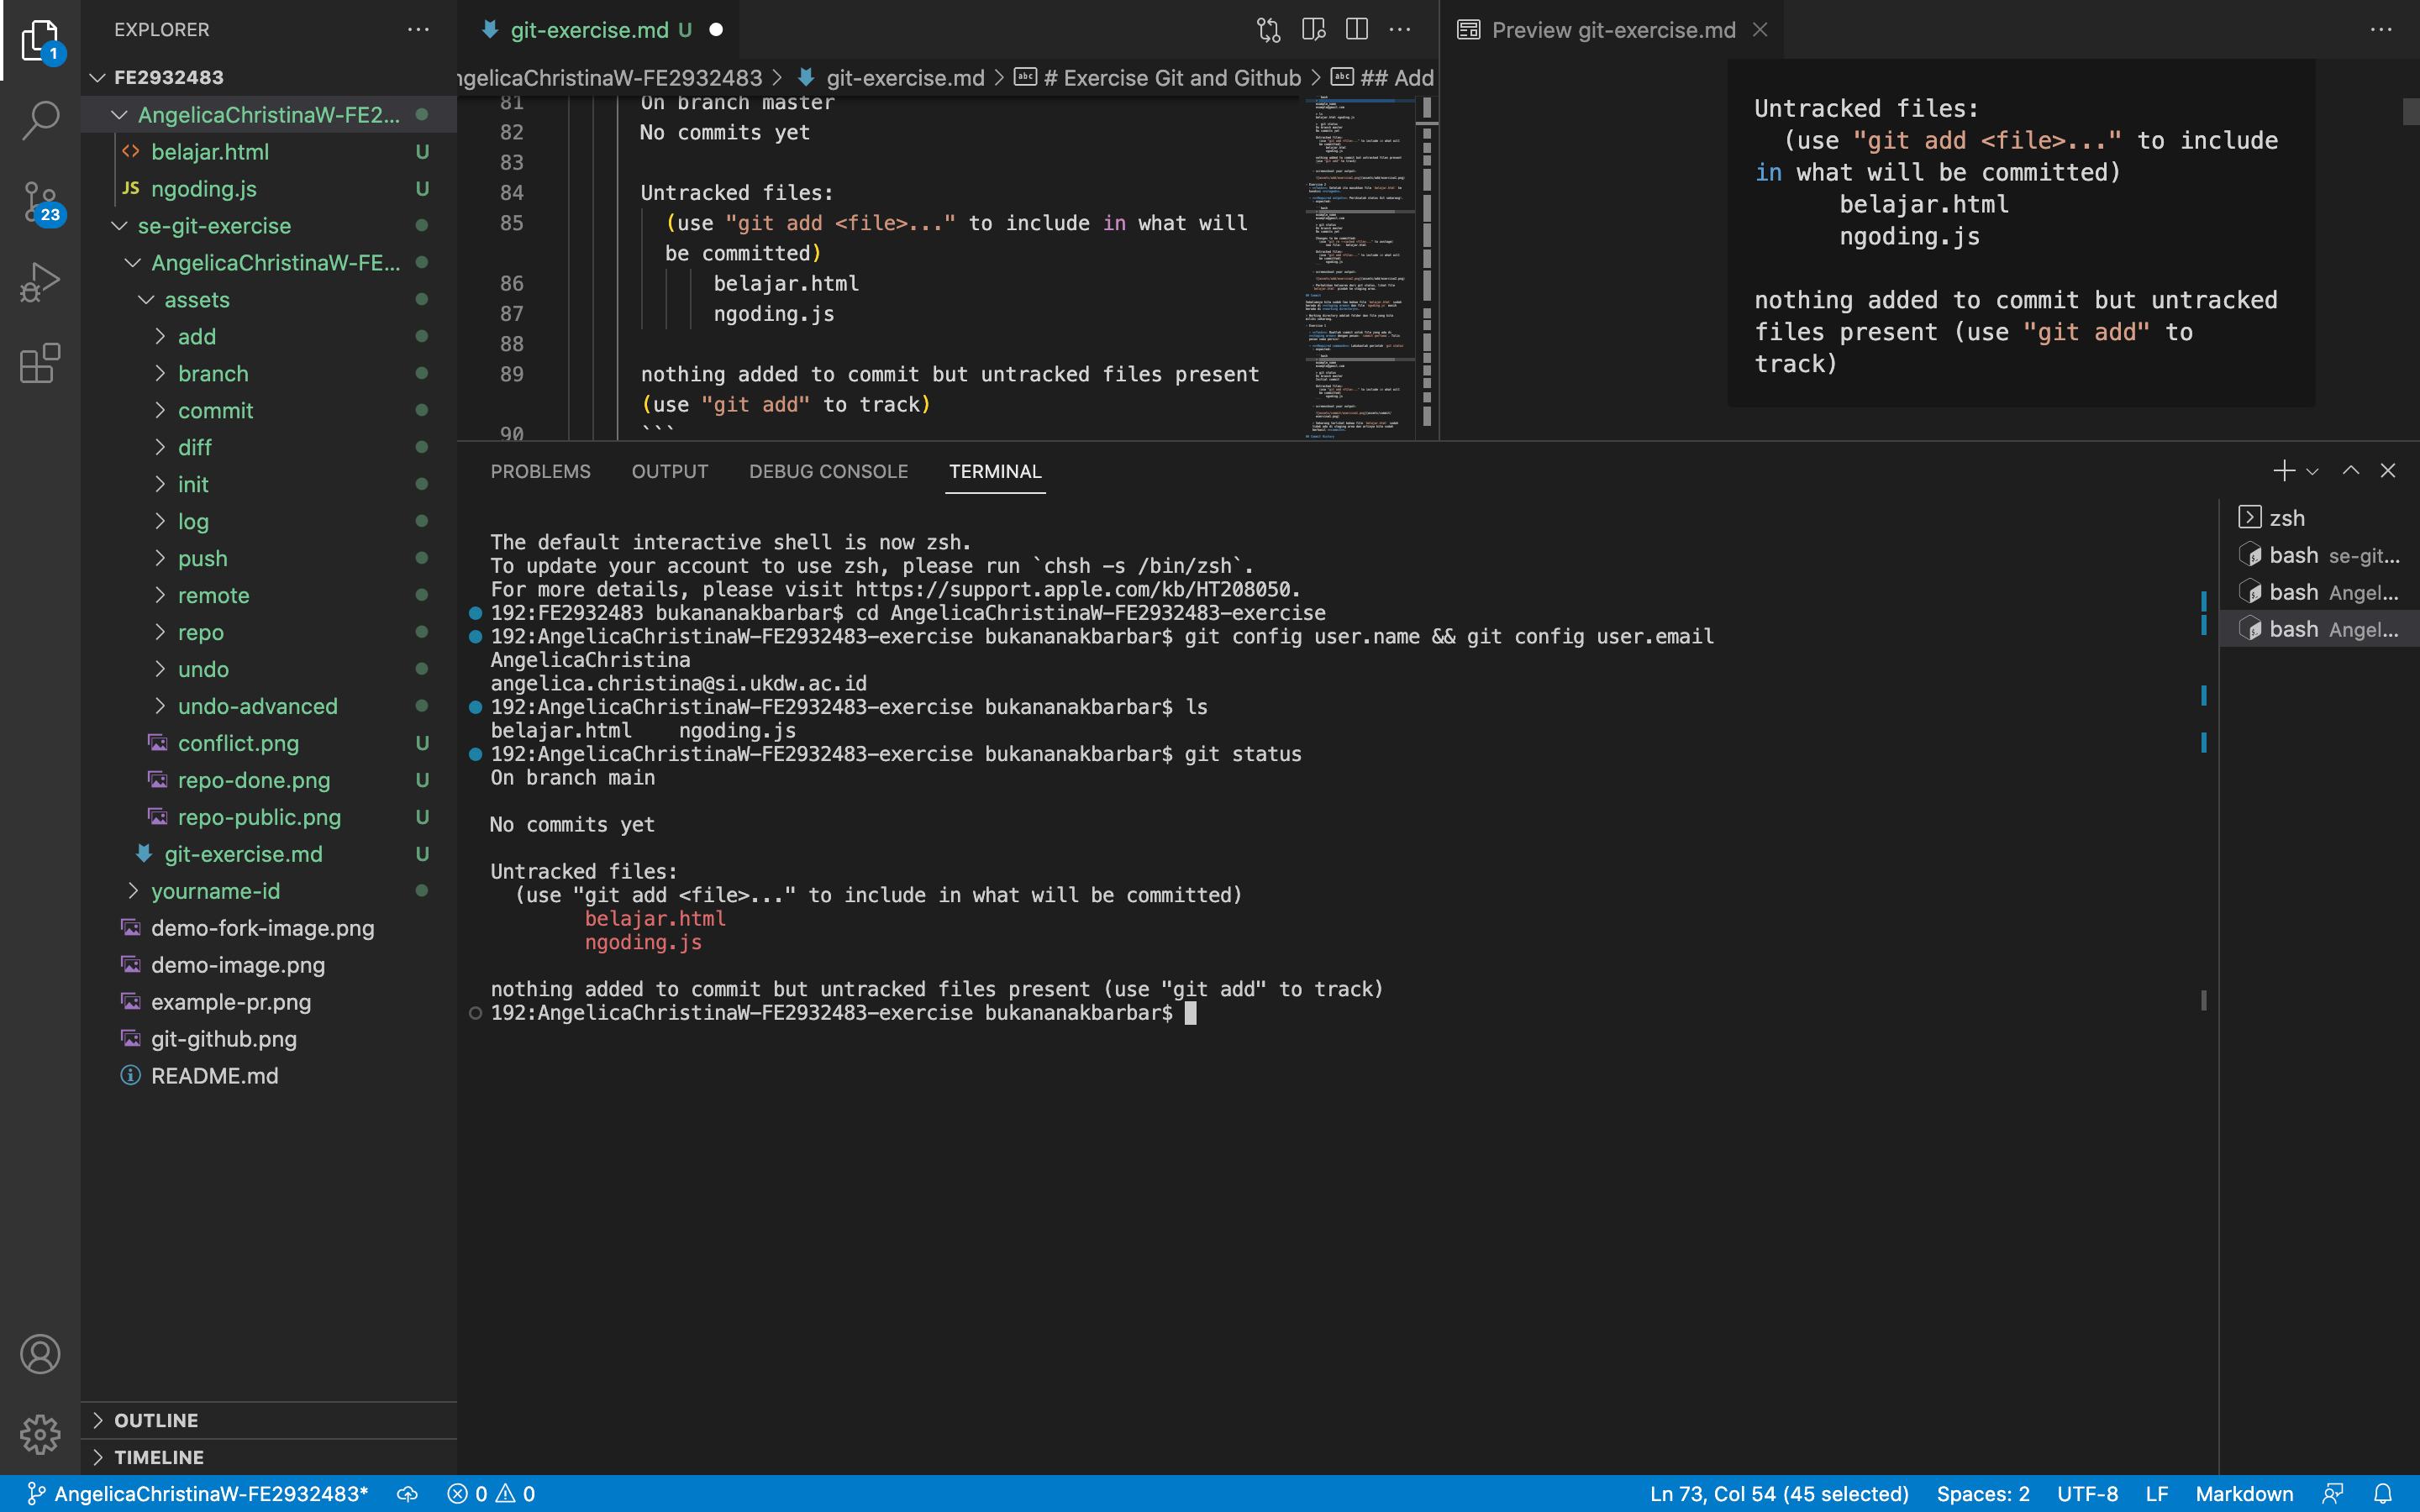 EXPLORER
FE2932483
AngelicaChristinaW-FE2...
belajar.html U
JS ngoding.js U
se-git-exercise
AngelicaChristinaW-FE...
assets
add
branch
commit
diff
init
log
push
remote
repo
undo
undo-advanced
conflict.png U
repo-done.png U
repo-public.png U
git-exercise.md U
yourname-id
demo-fork-image.png
demo-image.png
example-pr.png
git-github.png
README.md
OUTLINE
TIMELINE
1
23
git-exercise.md U
ngelicaChristinaW-FE2932483 > git-exercise.md > # Exercise Git and Github > ## Add
81 On branch master
82 No commits yet
83
84 Untracked files:
85 (use "git add <file>..." to include in what will
be committed)
86 belajar.html
87 ngoding.js
88
89 nothing added to commit but untracked files present
(use "git add" to track)
90 ```
Preview git-exercise.md
Untracked files:
(use "git add <file>..." to include
in what will be committed)
belajar.html
ngoding.js
nothing added to commit but untracked
files present (use "git add" to
track)
PROBLEMS OUTPUT DEBUG CONSOLE TERMINAL
The default interactive shell is now zsh.
To update your account to use zsh, please run `chsh -s /bin/zsh`.
For more details, please visit https://support.apple.com/kb/HT208050.
192:FE2932483 bukananakbarbar$ cd AngelicaChristinaW-FE2932483-exercise
192:AngelicaChristinaW-FE2932483-exercise bukananakbarbar$ git config user.name && git config user.email
AngelicaChristina
angelica.christina@si.ukdw.ac.id
192:AngelicaChristinaW-FE2932483-exercise bukananakbarbar$ ls
belajar.html ngoding.js
192:AngelicaChristinaW-FE2932483-exercise bukananakbarbar$ git status
On branch main
No commits yet
Untracked files:
(use "git add <file>..." to include in what will be committed)
belajar.html
ngoding.js
nothing added to commit but untracked files present (use "git add" to track)
192:AngelicaChristinaW-FE2932483-exercise bukananakbarbar$
zsh
bash se-git...
bash Angel...
bash Angel...
AngelicaChristinaW-FE2932483* 0 0
Ln 73, Col 54 (45 selected) Spaces: 2 UTF-8 LF Markdown